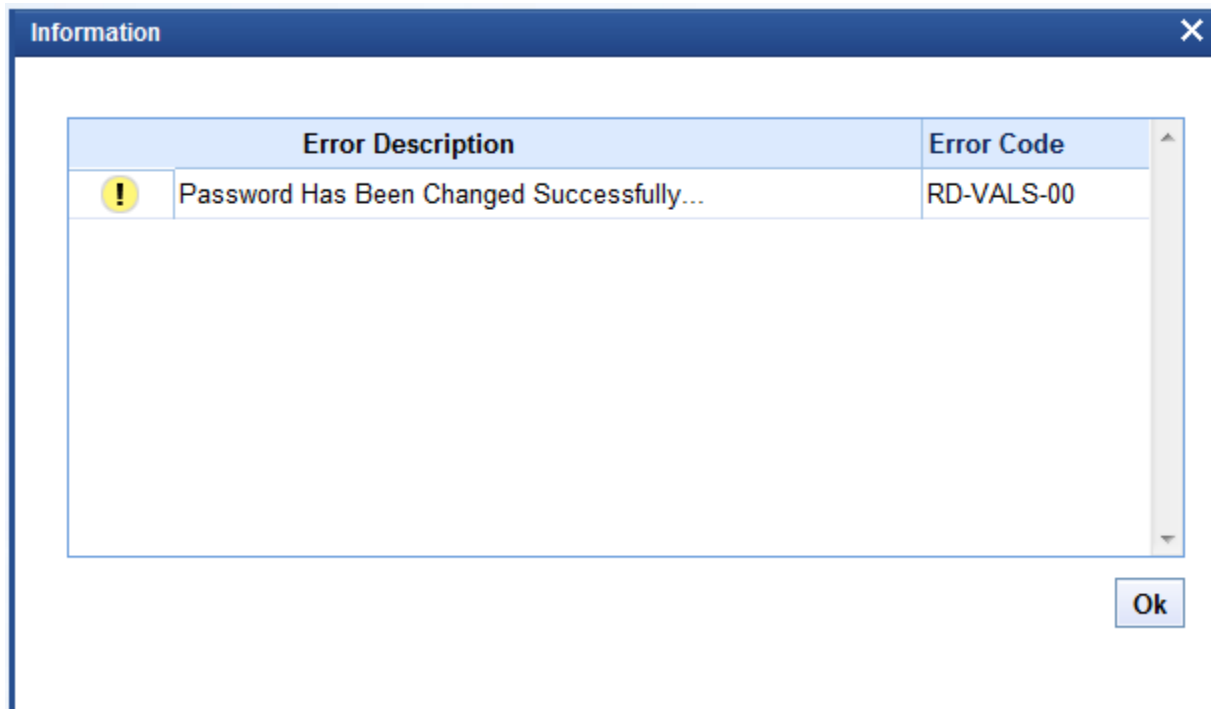 Information
Error Description Error Code
! Password Has Been Changed Successfully... RD-VALS-00
Ok